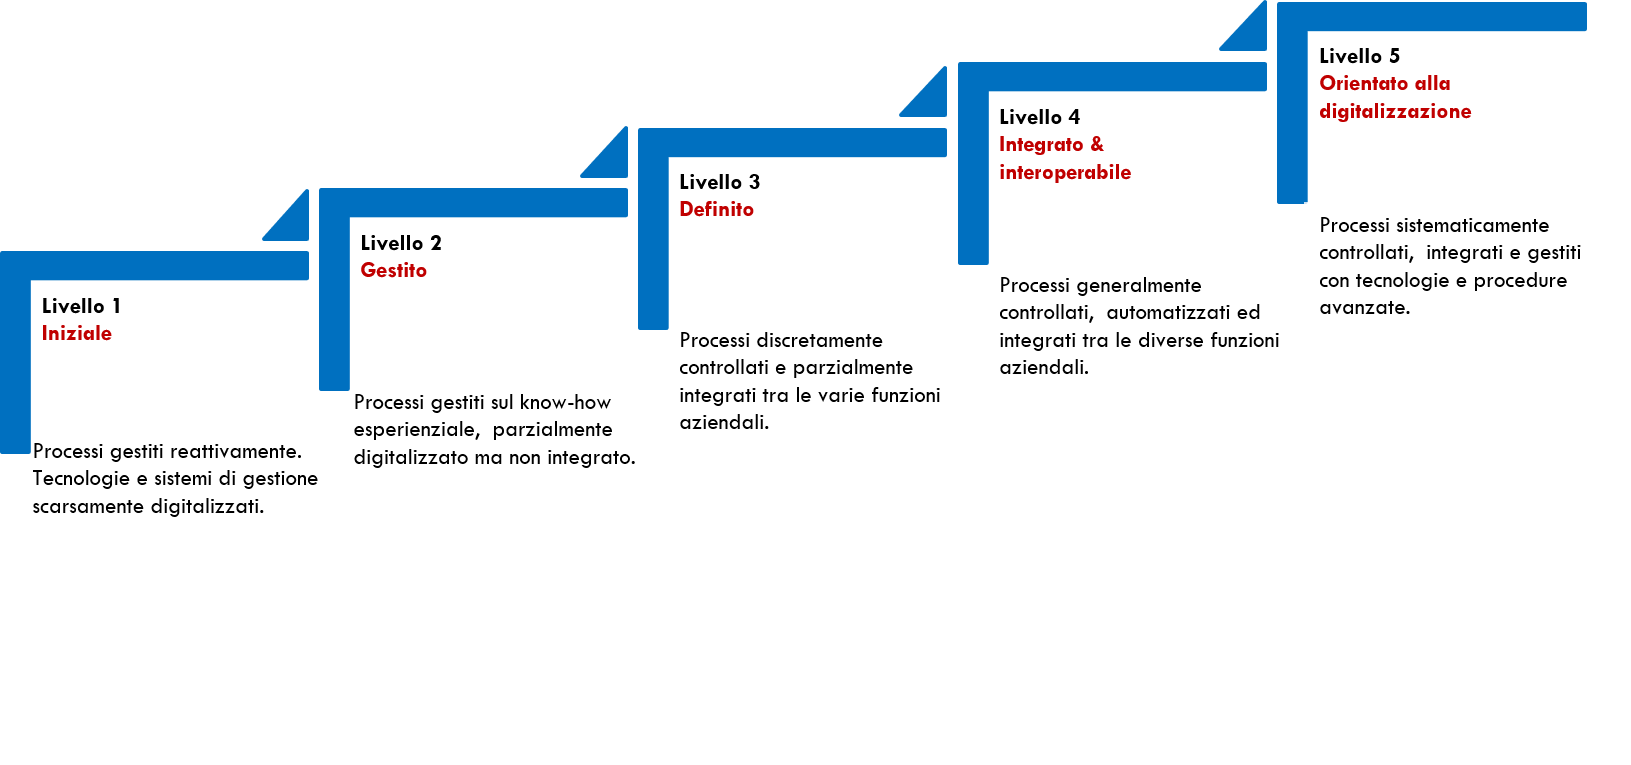 Livello 1
Iniziale
Processi gestiti reattivamente.
Tecnologie e sistemi di gestione
scarsamente digitalizzati.
Livello 2
Gestito
Processi gestiti sul know-how
esperienziale,  parzialmente
digitalizzato ma non integrato.
Livello 3
Definito
Processi discretamente
controllati e parzialmente
integrati tra le varie funzioni
aziendali.
Livello 4
Integrato &
interoperabile
Processi generalmente
controllati,  automatizzati ed
integrati tra le diverse funzioni
aziendali.
Livello 5
Orientato alla
digitalizzazione
Processi sistematicamente
controllati,  integrati e gestiti
con tecnologie e procedure
avanzate.